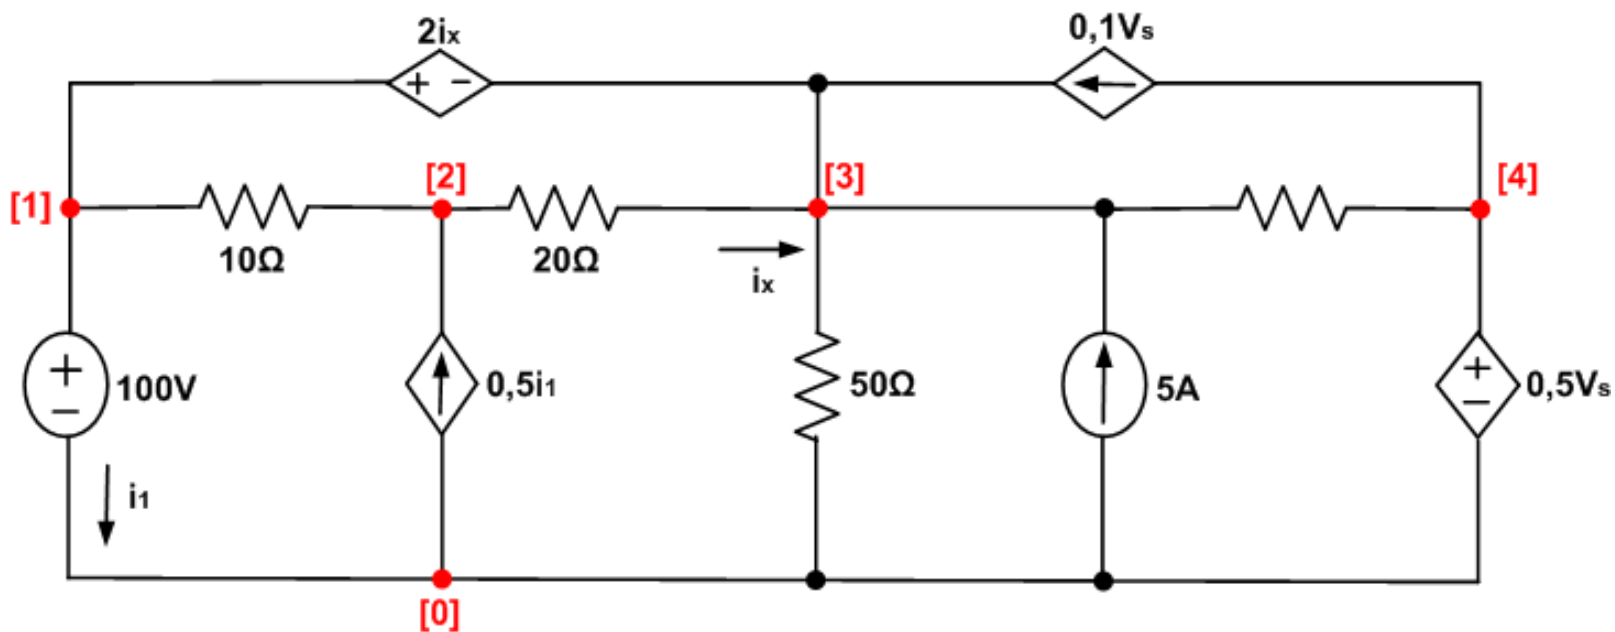 2ix
0,1Vs
+ −
[1]
[2]
[3]
[4]
10Ω
20Ω
ix
+
−
100V
0,5i1
50Ω
5A
+
−
0,5Vs
i1
[0]